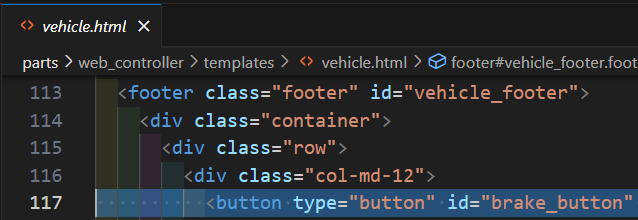 vehicle.html
parts > web_controller > templates > vehicle.html > footer#vehicle_footer.foot
113 <footer class="footer" id="vehicle_footer">
114 <div class="container">
115 <div class="row">
116 <div class="col-md-12">
117 <button type="button" id="brake_button"